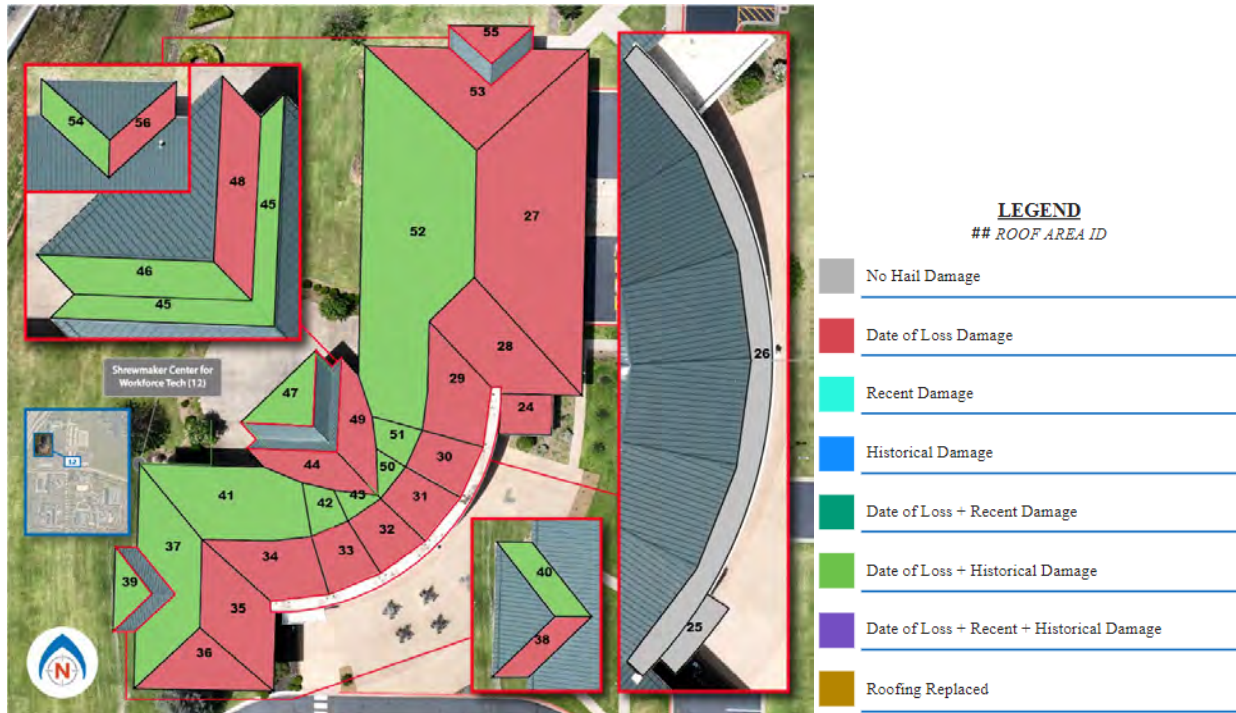 55
53
54
56
48
45
46
45
52
27
26
28
29
24
47
49
Shrewmaker Center for
Workforce Tech (12)
12
51
50
30
44
43
42
31
41
32
33
34
37
39
35
36
40
38
25
N
LEGEND
## ROOF AREA ID
No Hail Damage
Date of Loss Damage
Recent Damage
Historical Damage
Date of Loss + Recent Damage
Date of Loss + Historical Damage
Date of Loss + Recent + Historical Damage
Roofing Replaced